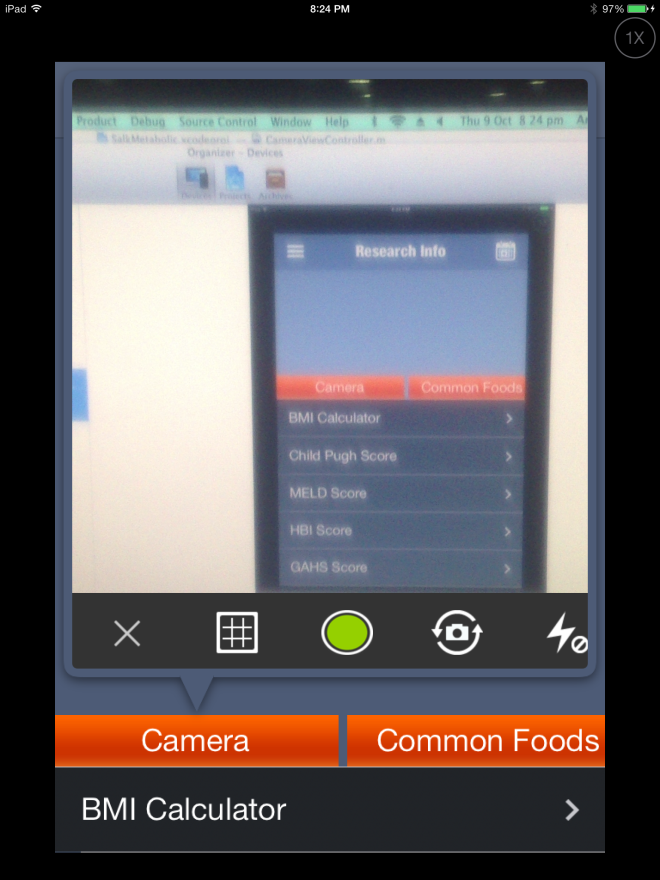 iPad 8:24 PM 97%
1X
Product Debug Source Control Window Help Thu 9 Oct 8 24 pm
SalkMetabolic.xcodeproj — CameraViewController.m
Organizer - Devices
Devices Projects Archives
Research Info
Camera Common Foods
BMI Calculator
Child Pugh Score
MELD Score
HBI Score
GAHS Score
Camera Common Foods
BMI Calculator